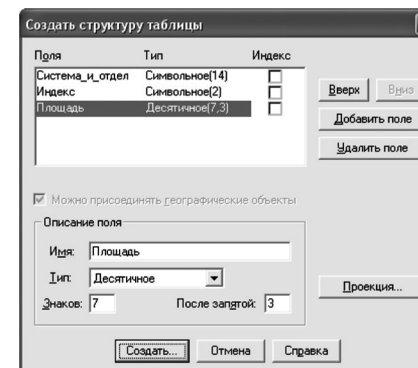 Создать структуру таблицы
Поля Тип Индекс
Система_и_отдел Символьное(14)
Индекс Символьное(2)
Площадь Десятичное(7,3)
Вверх Вниз
Добавить поле
Удалить поле
Можно присоединять географические объекты
Описание поля
Имя: Площадь
Тип: Десятичное
Знаков: 7 После запятой: 3
Проекция...
Создать... Отмена Справка